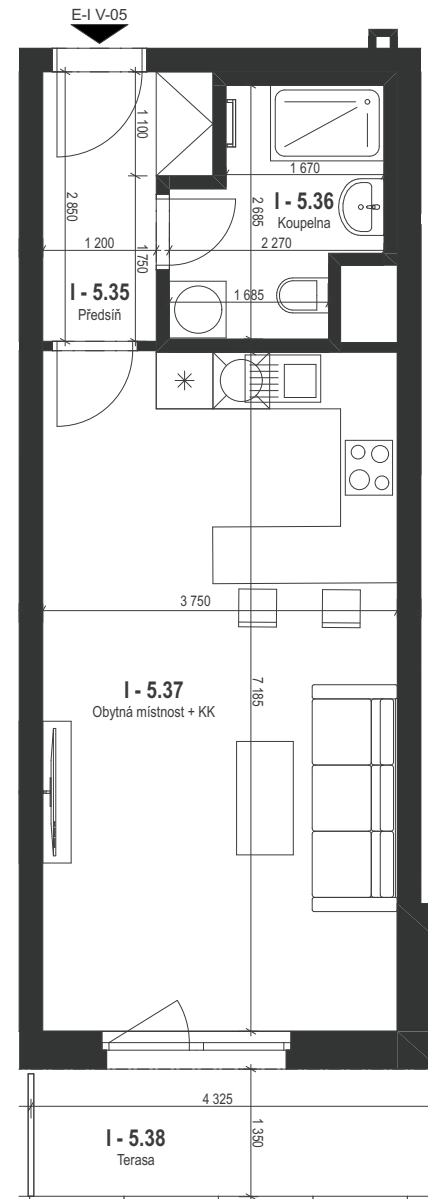 E-I V-05
1 100
2 850
1 670
I - 5.36
Koupelna
2 685
1 200
1 750
2 270
I - 5.35
Předsíň
1 685
3 750
I - 5.37
Obytná místnost + KK
7 185
4 325
I - 5.38
Terasa
1 350